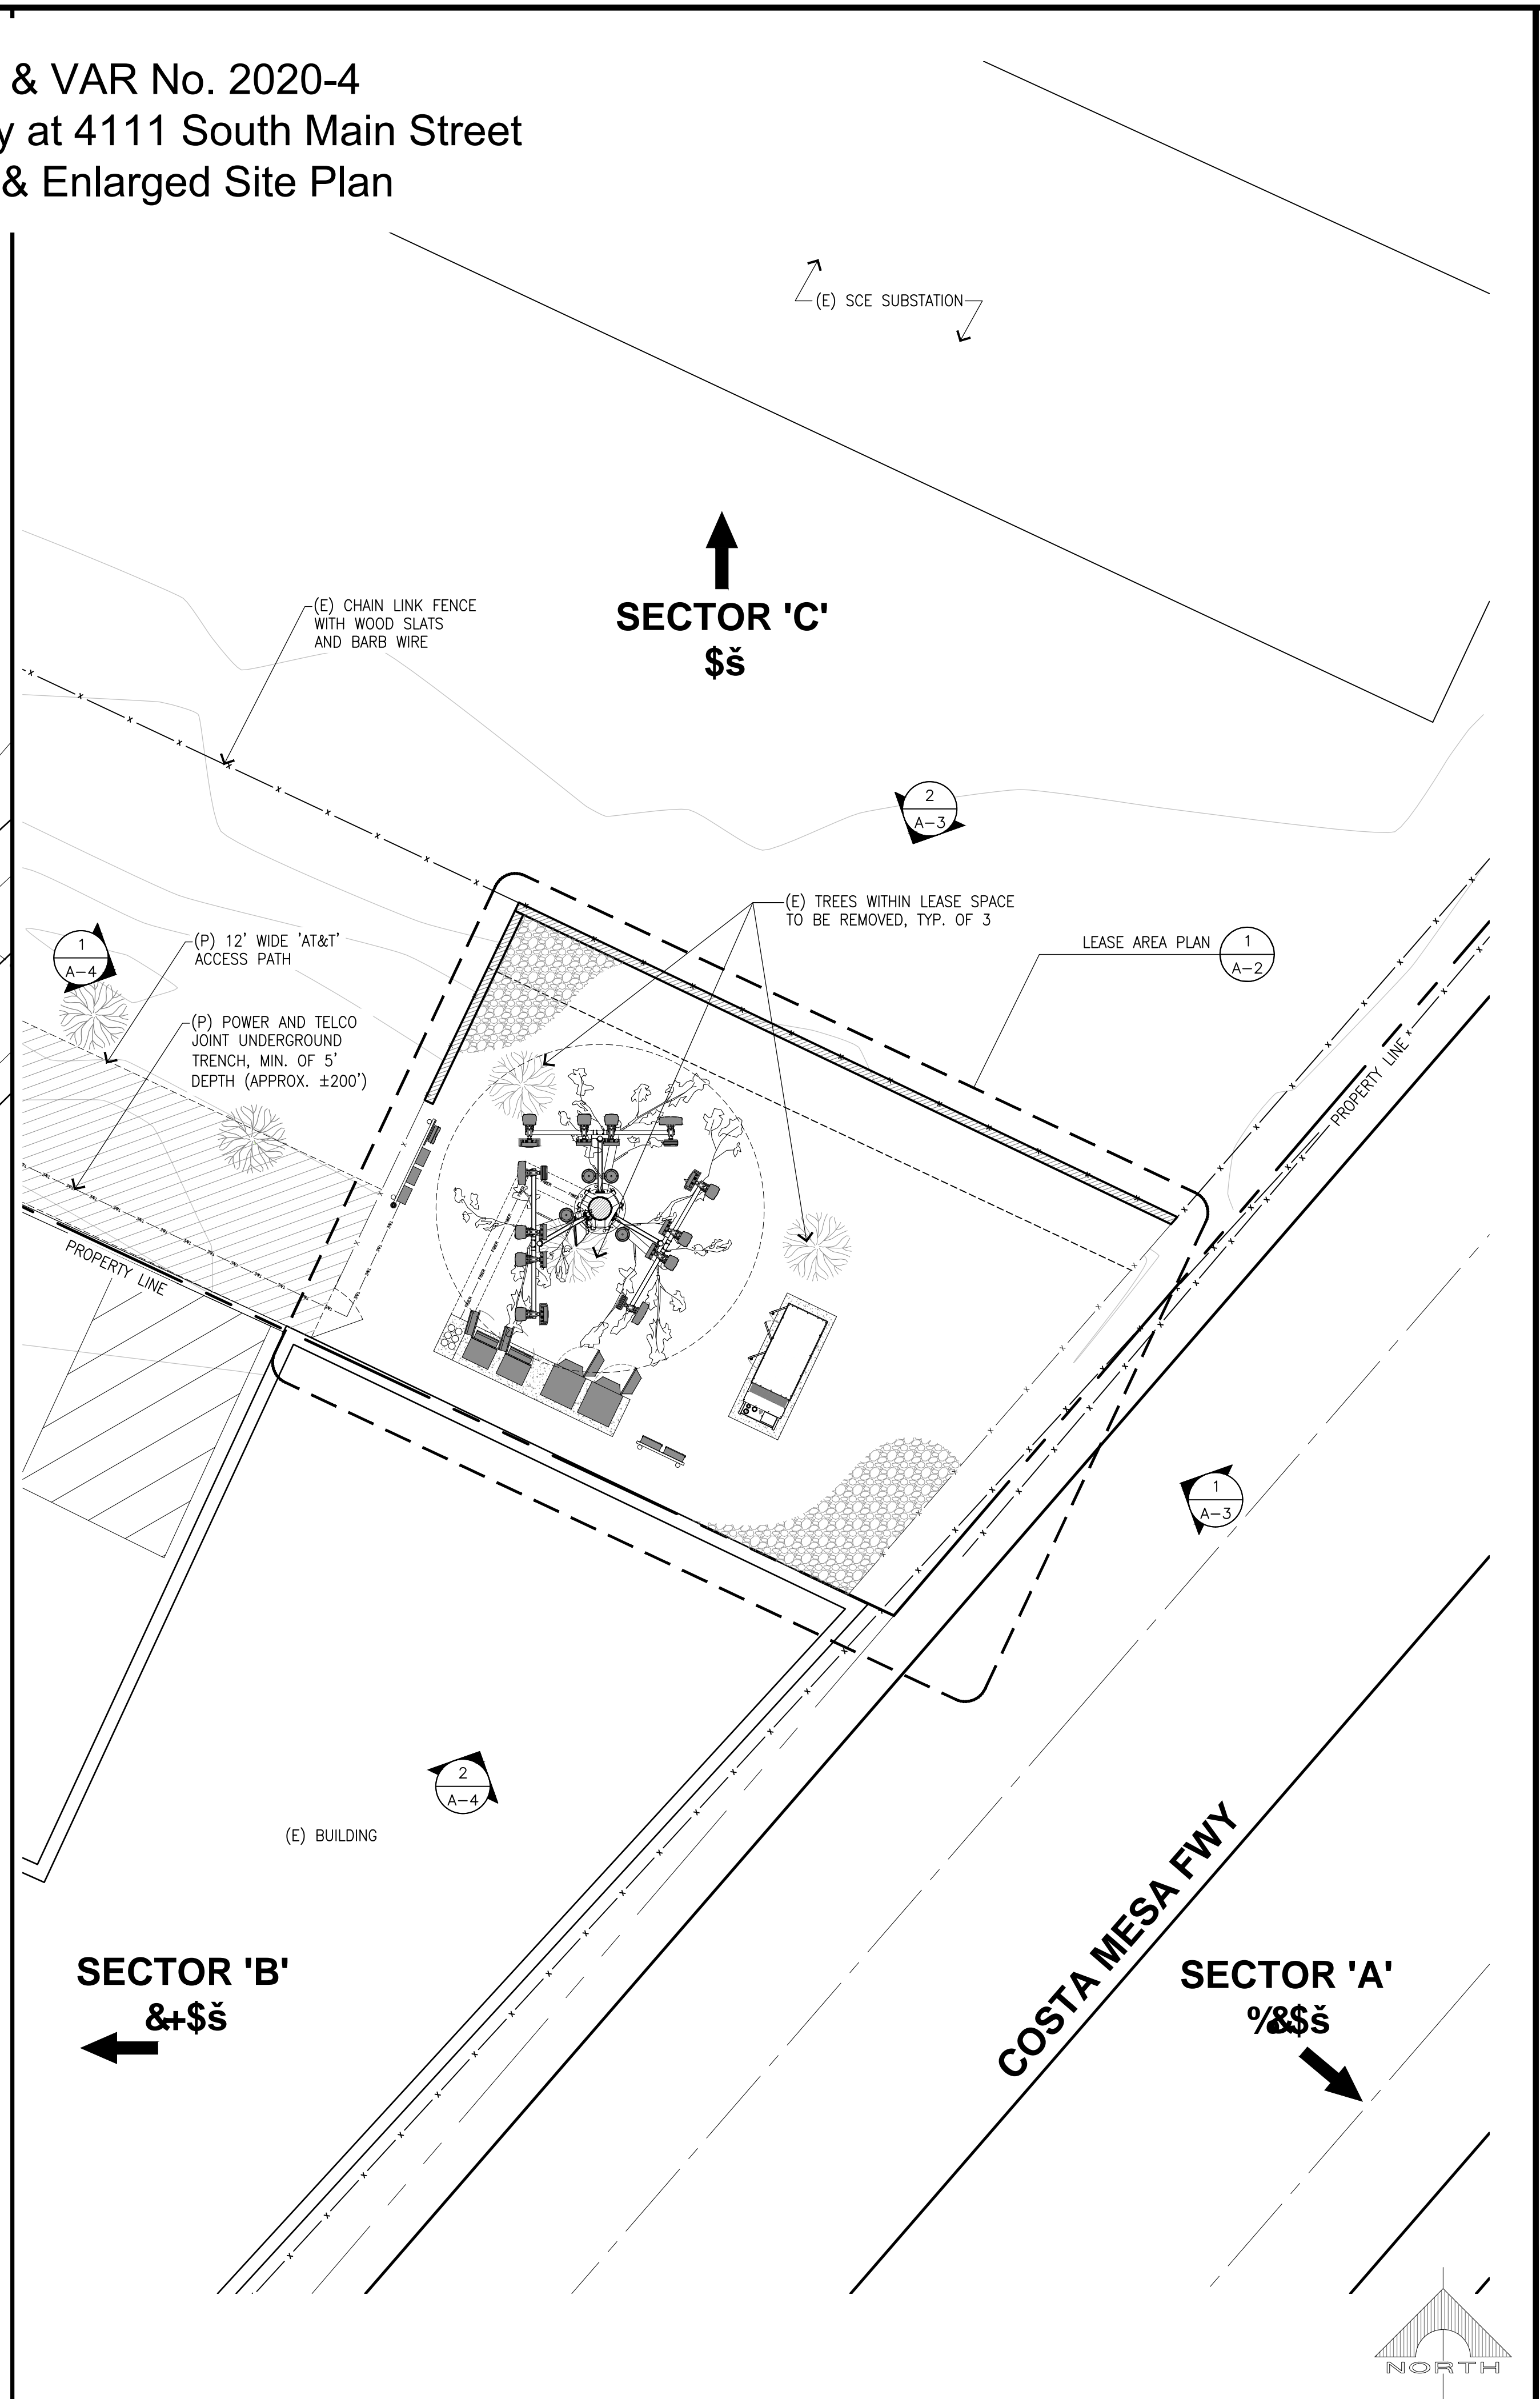 & VAR No. 2020-4
y at 4111 South Main Street
& Enlarged Site Plan
(E) SCE SUBSTATION
SECTOR 'C'
$š
(E) CHAIN LINK FENCE
WITH WOOD SLATS
AND BARB WIRE
2
A-3
(E) TREES WITHIN LEASE SPACE
TO BE REMOVED, TYP. OF 3
LEASE AREA PLAN
1
A-2
1
A-4
(P) 12' WIDE 'AT&T'
ACCESS PATH
(P) POWER AND TELCO
JOINT UNDERGROUND
TRENCH, MIN. OF 5'
DEPTH (APPROX. ±200')
PROPERTY LINE
PROPERTY LINE
1
A-3
2
A-4
(E) BUILDING
COSTA MESA FWY
SECTOR 'B'
&+$š
SECTOR 'A'
%&$š
NORTH